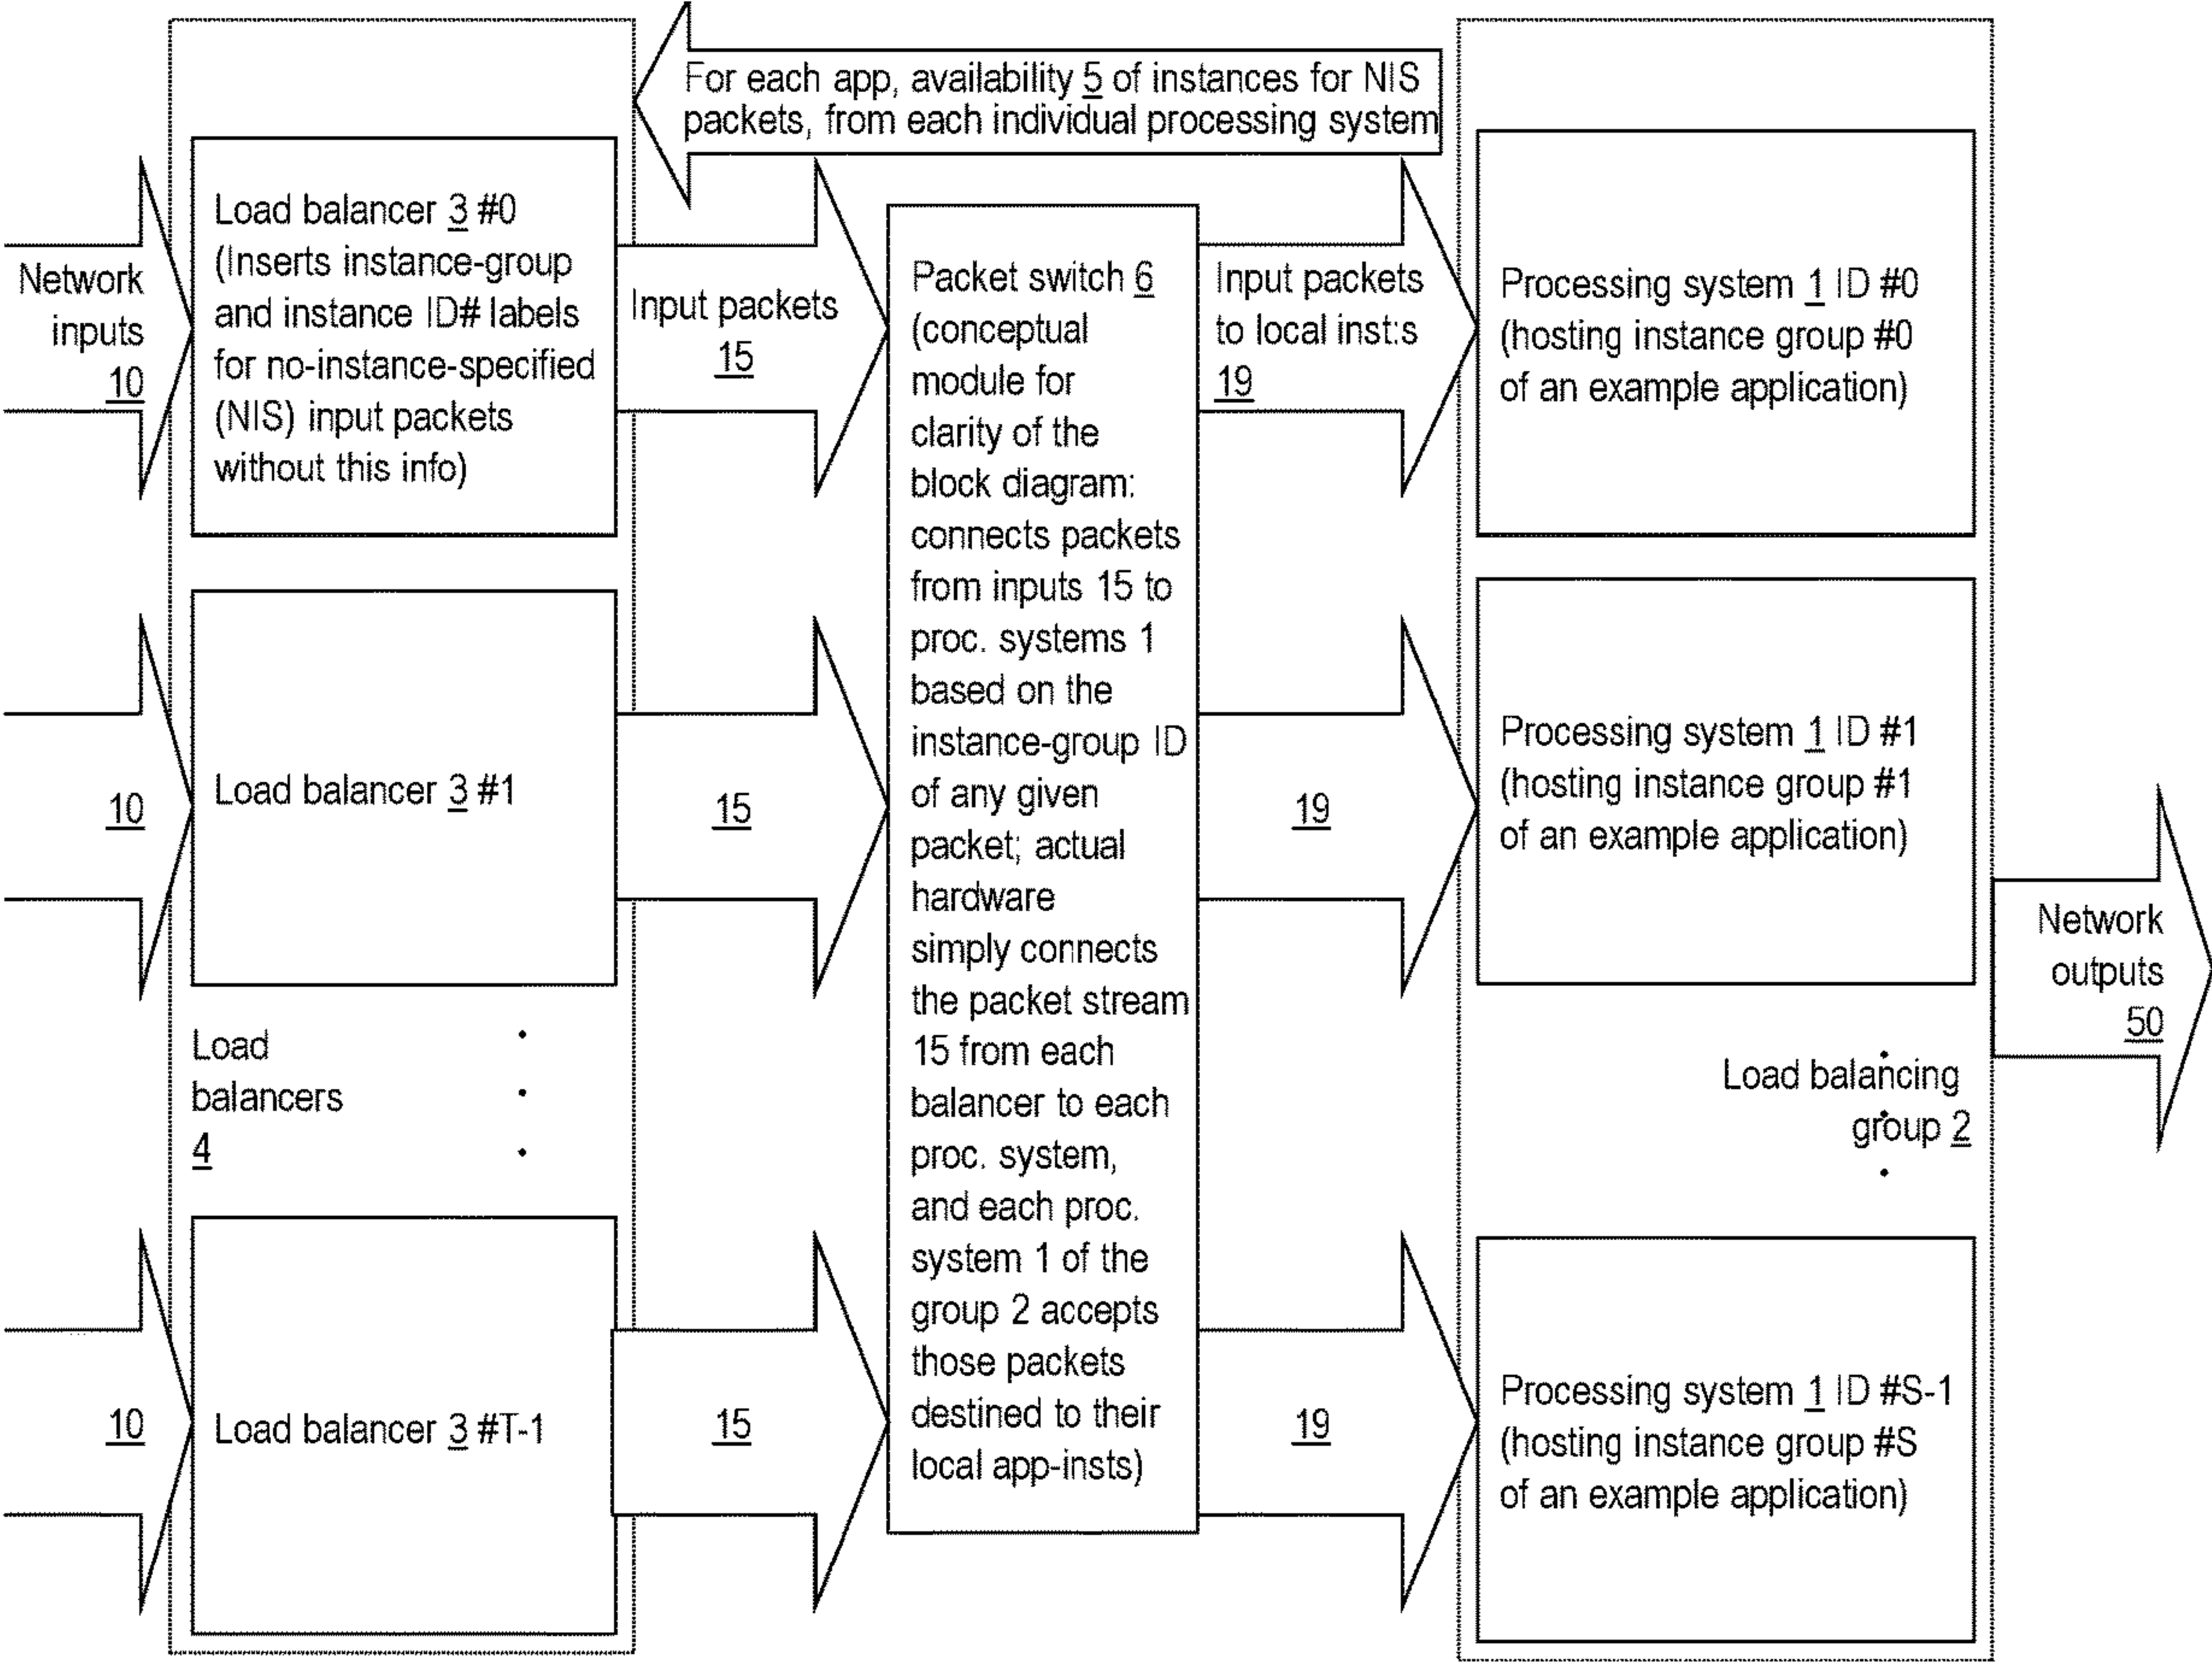 For each app, availability 5 of instances for NIS
packets, from each individual processing system
Network
inputs
10
Load balancer 3 #0
(Inserts instance-group
and instance ID# labels
for no-instance-specified
(NIS) input packets
without this info)
Input packets
15
Packet switch 6
(conceptual
module for
clarity of the
block diagram:
connects packets
from inputs 15 to
proc. systems 1
based on the
instance-group ID
of any given
packet; actual
hardware
simply connects
the packet stream
15 from each
balancer to each
proc. system,
and each proc.
system 1 of the
group 2 accepts
those packets
destined to their
local app-insts)
Input packets
to local inst:s
19
Processing system 1 ID #0
(hosting instance group #0
of an example application)
10
Load balancer 3 #1
15
19
Processing system 1 ID #1
(hosting instance group #1
of an example application)
Network
outputs
50
Load
balancers
4
Load balancing
group 2
10
Load balancer 3 #T-1
15
19
Processing system 1 ID #S-1
(hosting instance group #S
of an example application)